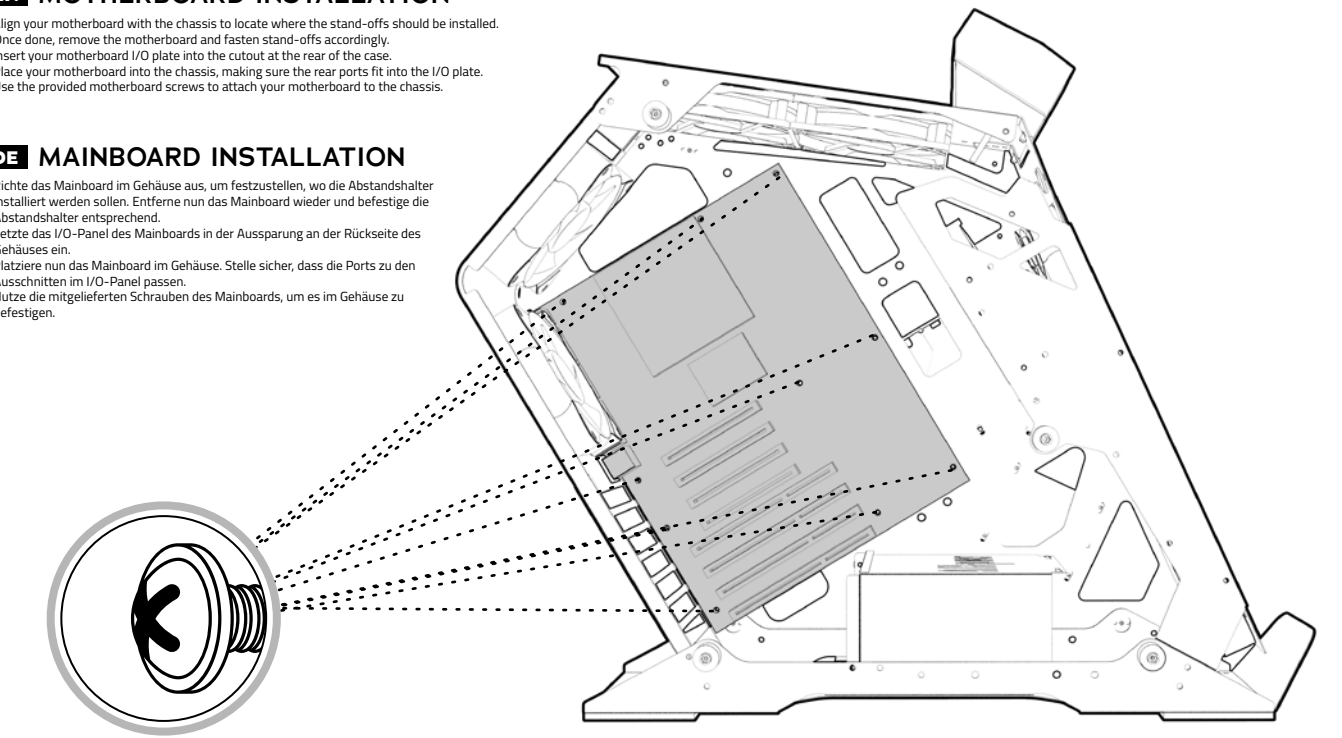 MOTHERBOARD INSTALLATION
lign your motherboard with the chassis to locate where the stand-offs should be installed.
nce done, remove the motherboard and fasten stand-offs accordingly.
nsert your motherboard I/O plate into the cutout at the rear of the case.
lace your motherboard into the chassis, making sure the rear ports fit into the I/O plate.
se the provided motherboard screws to attach your motherboard to the chassis.
DE MAINBOARD INSTALLATION
ichte das Mainboard im Gehäuse aus, um festzustellen, wo die Abstandshalter
nstalliert werden sollen. Entferne nun das Mainboard wieder und befestige die
bstandshalter entsprechend.
etzte das I/O-Panel des Mainboards in der Aussparung an der Rückseite des
ehäuses ein.
latziere nun das Mainboard im Gehäuse. Stelle sicher, dass die Ports zu den
usschnitten im I/O-Panel passen.
utze die mitgelieferten Schrauben des Mainboards, um es im Gehäuse zu
efestigen.